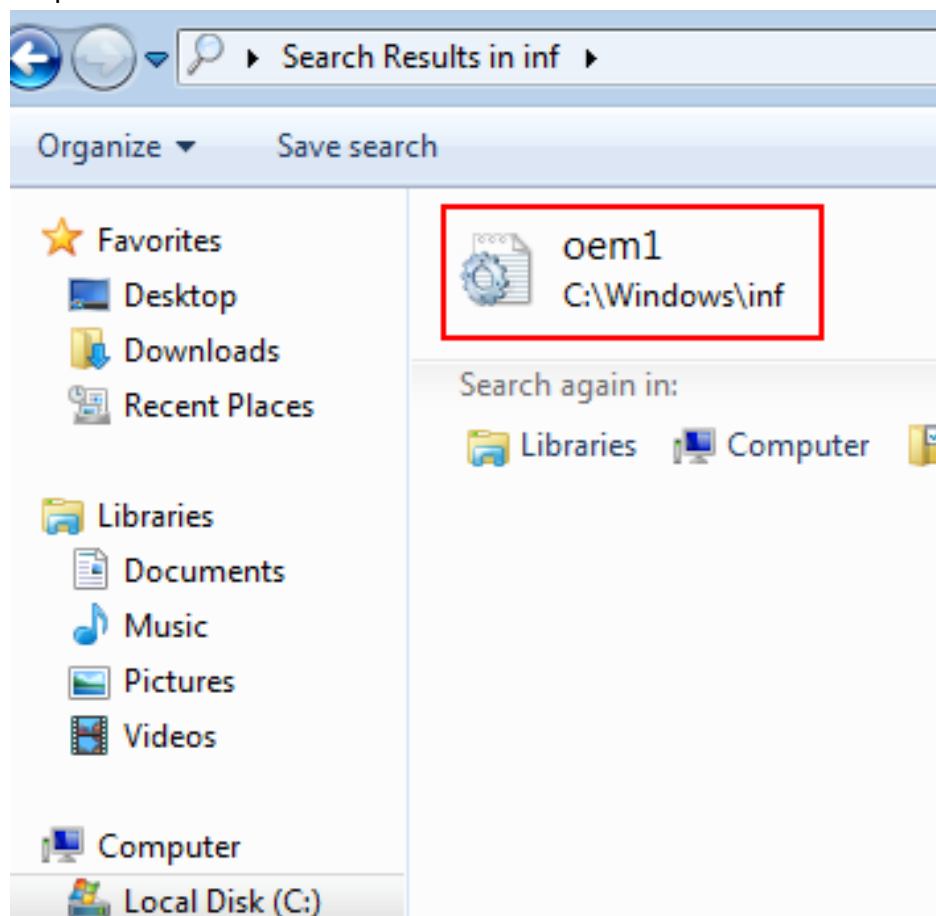 Search Results in inf
Organize
Save search
Favorites
Desktop
Downloads
Recent Places
Libraries
Documents
Music
Pictures
Videos
Computer
Local Disk (C:)
oem1
C:\Windows\inf
Search again in:
Libraries
Computer